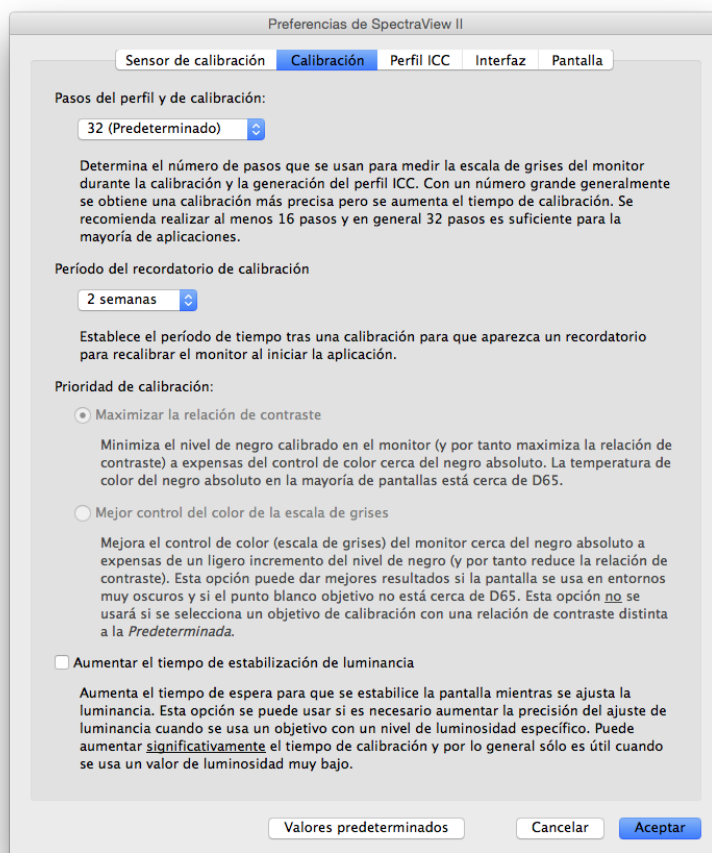 Preferencias de SpectraView II
Sensor de calibración Calibración Perfil ICC Interfaz Pantalla
Pasos del perfil y de calibración:
32 (Predeterminado)
Determina el número de pasos que se usan para medir la escala de grises del monitor
durante la calibración y la generación del perfil ICC. Con un número grande generalmente
se obtiene una calibración más precisa pero se aumenta el tiempo de calibración. Se
recomienda realizar al menos 16 pasos y en general 32 pasos es suficiente para la
mayoría de aplicaciones.
Período del recordatorio de calibración
2 semanas
Establece el período de tiempo tras una calibración para que aparezca un recordatorio
para recalibrar el monitor al iniciar la aplicación.
Prioridad de calibración:
Maximizar la relación de contraste
Minimiza el nivel de negro calibrado en el monitor (y por tanto maximiza la relación de
contraste) a expensas del control de color cerca del negro absoluto. La temperatura de
color del negro absoluto en la mayoría de pantallas está cerca de D65.
Mejor control del color de la escala de grises
Mejora el control de color (escala de grises) del monitor cerca del negro absoluto a
expensas de un ligero incremento del nivel de negro (y por tanto reduce la relación de
contraste). Esta opción puede dar mejores resultados si la pantalla se usa en entornos
muy oscuros y si el punto blanco objetivo no está cerca de D65. Esta opción no se
usará si se selecciona un objetivo de calibración con una relación de contraste distinta
a la Predeterminada.
Aumentar el tiempo de estabilización de luminancia
Aumenta el tiempo de espera para que se estabilice la pantalla mientras se ajusta la
luminancia. Esta opción se puede usar si es necesario aumentar la precisión del ajuste de
luminancia cuando se usa un objetivo con un nivel de luminosidad específico. Puede
aumentar significativamente el tiempo de calibración y por lo general sólo es útil cuando
se usa un valor de luminosidad muy bajo.
Valores predeterminados Cancelar Aceptar